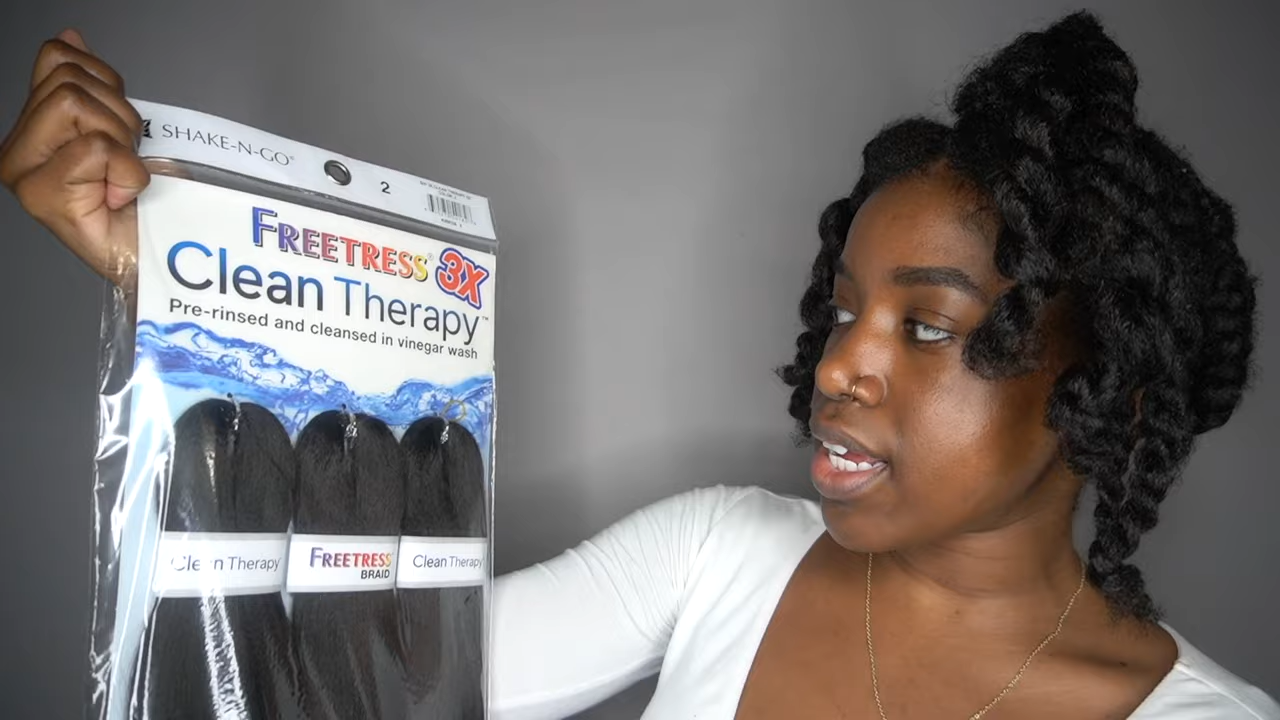 SHAKE-N-GO®
2
FREETRESS® 3X
Clean Therapy™
Pre-rinsed and cleansed in vinegar wash
Clean Therapy
FREETRESS
BRAID
Clean Therapy